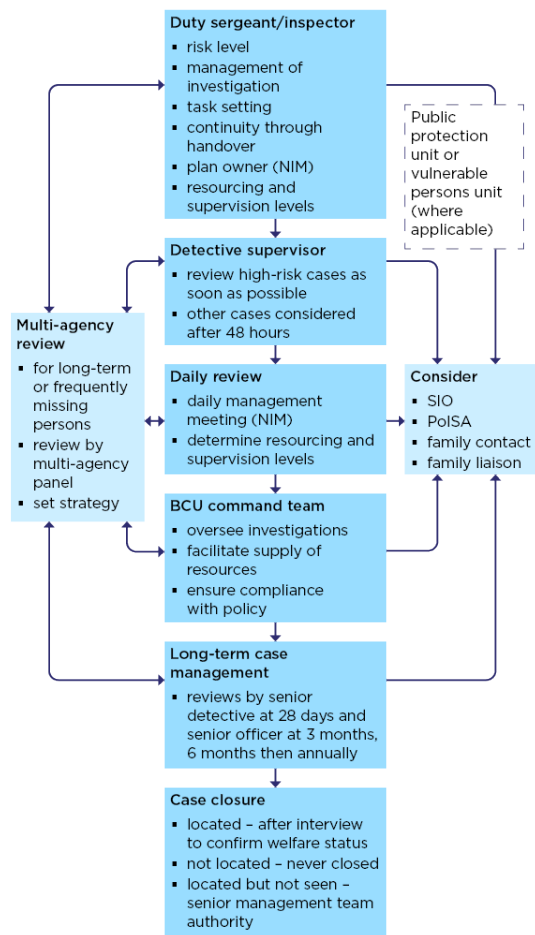 Duty sergeant/inspector
▪ risk level
▪ management of
investigation
▪ task setting
▪ continuity through
handover
▪ plan owner (NIM)
▪ resourcing and
supervision levels
Public
protection
unit or
vulnerable
persons unit
(where
applicable)
Detective supervisor
▪ review high-risk cases as
soon as possible
▪ other cases considered
after 48 hours
Multi-agency
review
▪ for long-term
or frequently
missing
persons
▪ review by
multi-agency
panel
▪ set strategy
Daily review
▪ daily management
meeting (NIM)
▪ determine resourcing and
supervision levels
Consider
▪ SIO
▪ PolSA
▪ family contact
▪ family liaison
BCU command team
▪ oversee investigations
▪ facilitate supply of
resources
▪ ensure compliance
with policy
Long-term case
management
▪ reviews by senior
detective at 28 days and
senior officer at 3 months,
6 months then annually
Case closure
▪ located – after interview
to confirm welfare status
▪ not located – never closed
▪ located but not seen –
senior management team
authority